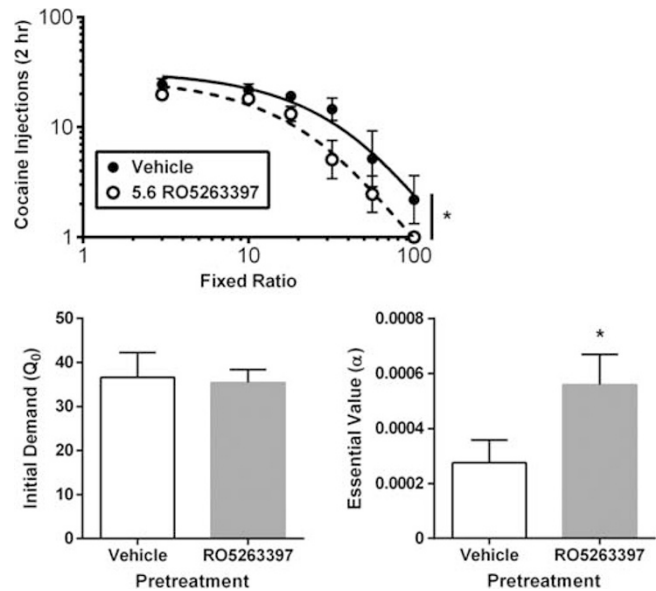 100
10
1
Cocaine Injections (2 hr)
Vehicle
5.6 RO5263397
*
1
10
100
Fixed Ratio
50
40
30
20
10
0
Initial Demand (Q₀)
Vehicle
RO5263397
Pretreatment
0.0008
0.0006
0.0004
0.0002
0
Essential Value (α)
*
Vehicle
RO5263397
Pretreatment